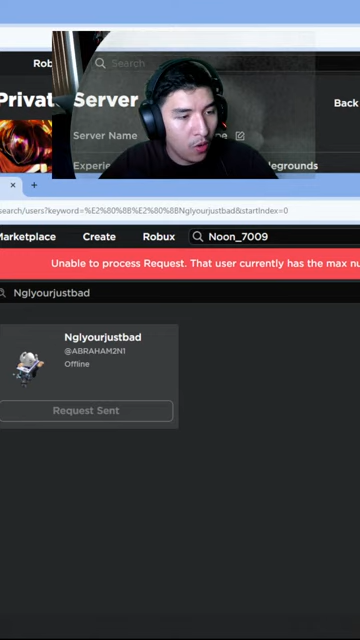 Rob
Search
Private Server
Back
Server Name
pe
Experie
legrounds
× +
search/users?keyword=%E2%80%8B%E2%80%8BNglyourjustbad&startIndex=0
Marketplace Create Robux Noon_7009
Unable to process Request. That user currently has the max nu
Nglyourjustbad
Nglyourjustbad
@ABRAHAM2N1
Offline
Request Sent